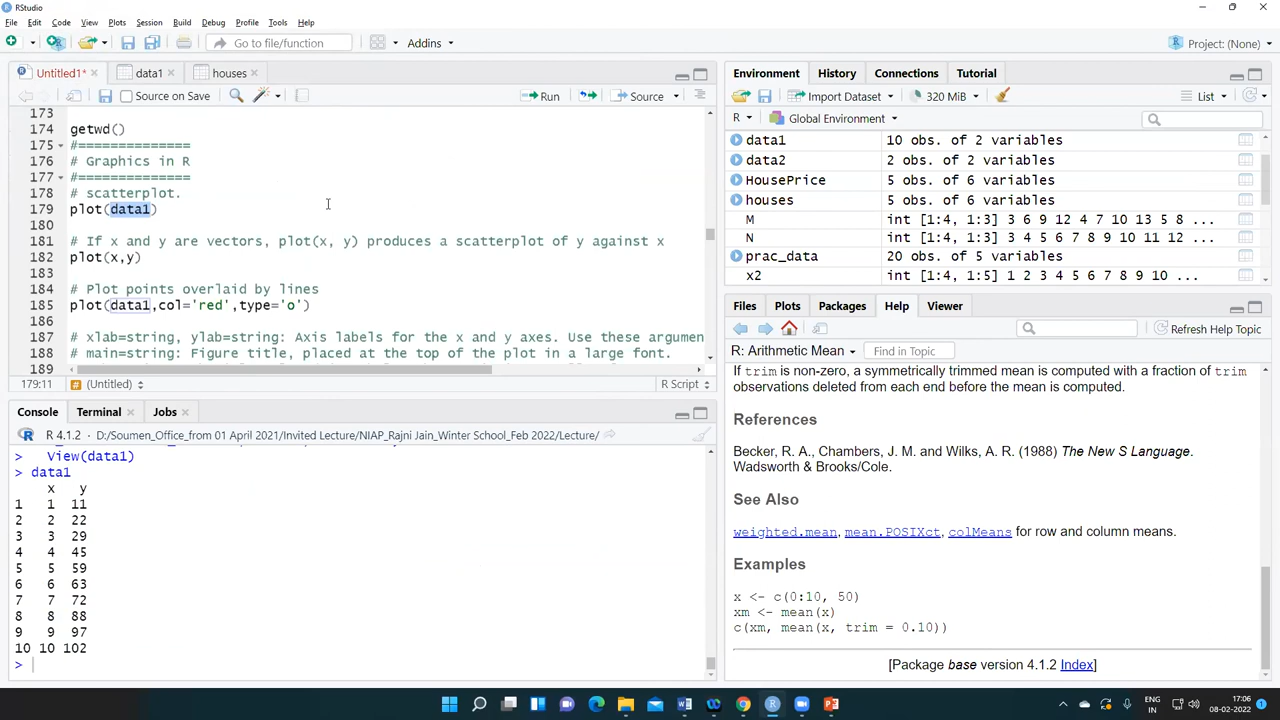 RStudio
File Edit Code View Plots Session Build Debug Profile Tools Help
Go to file/function Addins Project: (None)
Untitled1* data1 houses
Source on Save Run Source
173
174 getwd()
175 #==============
176 # Graphics in R
177 #==============
178 # scatterplot.
179 plot(data1)
180
181 # If x and y are vectors, plot(x, y) produces a scatterplot of y against x
182 plot(x,y)
183
184 # Plot points overlaid by lines
185 plot(data1,col='red',type='o')
186
187 # xlab=string, ylab=string: Axis labels for the x and y axes. Use these argumen
188 # main=string: Figure title, placed at the top of the plot in a large font.
189
179:11 (Untitled) R Script
Console Terminal Jobs
R 4.1.2 · D:/Soumen_Office_from 01 April 2021/Invited Lecture/NIAP_Rajni Jain_Winter School_Feb 2022/Lecture/
> View(data1)
> data1
x y
1 1 11
2 2 22
3 3 29
4 4 45
5 5 59
6 6 63
7 7 72
8 8 88
9 9 97
10 10 102
>
Environment History Connections Tutorial
Import Dataset 320 MiB List
R Global Environment
data1 10 obs. of 2 variables
data2 2 obs. of 2 variables
HousePrice 5 obs. of 6 variables
houses 5 obs. of 6 variables
M int [1:4, 1:3] 3 6 9 12 4 7 10 13 5 8 ...
N int [1:4, 1:3] 3 4 5 6 7 8 9 10 11 12 ...
prac_data 20 obs. of 5 variables
x2 int [1:4, 1:5] 1 2 3 4 5 6 7 8 9 10 ...
Files Plots Packages Help Viewer
Refresh Help Topic
R: Arithmetic Mean Find in Topic
If trim is non-zero, a symmetrically trimmed mean is computed with a fraction of trim
observations deleted from each end before the mean is computed.
References
Becker, R. A., Chambers, J. M. and Wilks, A. R. (1988) The New S Language.
Wadsworth & Brooks/Cole.
See Also
weighted.mean, mean.POSIXct, colMeans for row and column means.
Examples
x <- c(0:10, 50)
xm <- mean(x)
c(xm, mean(x, trim = 0.10))
[Package base version 4.1.2 Index]
ENG
IN
17:06
08-02-2022